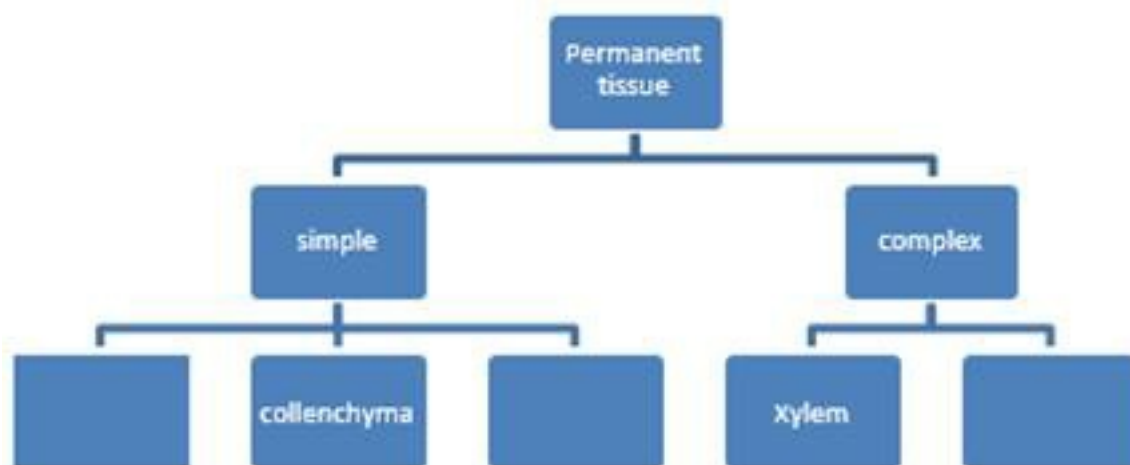 Permanent
tissue
simple
complex
collenchyma
Xylem